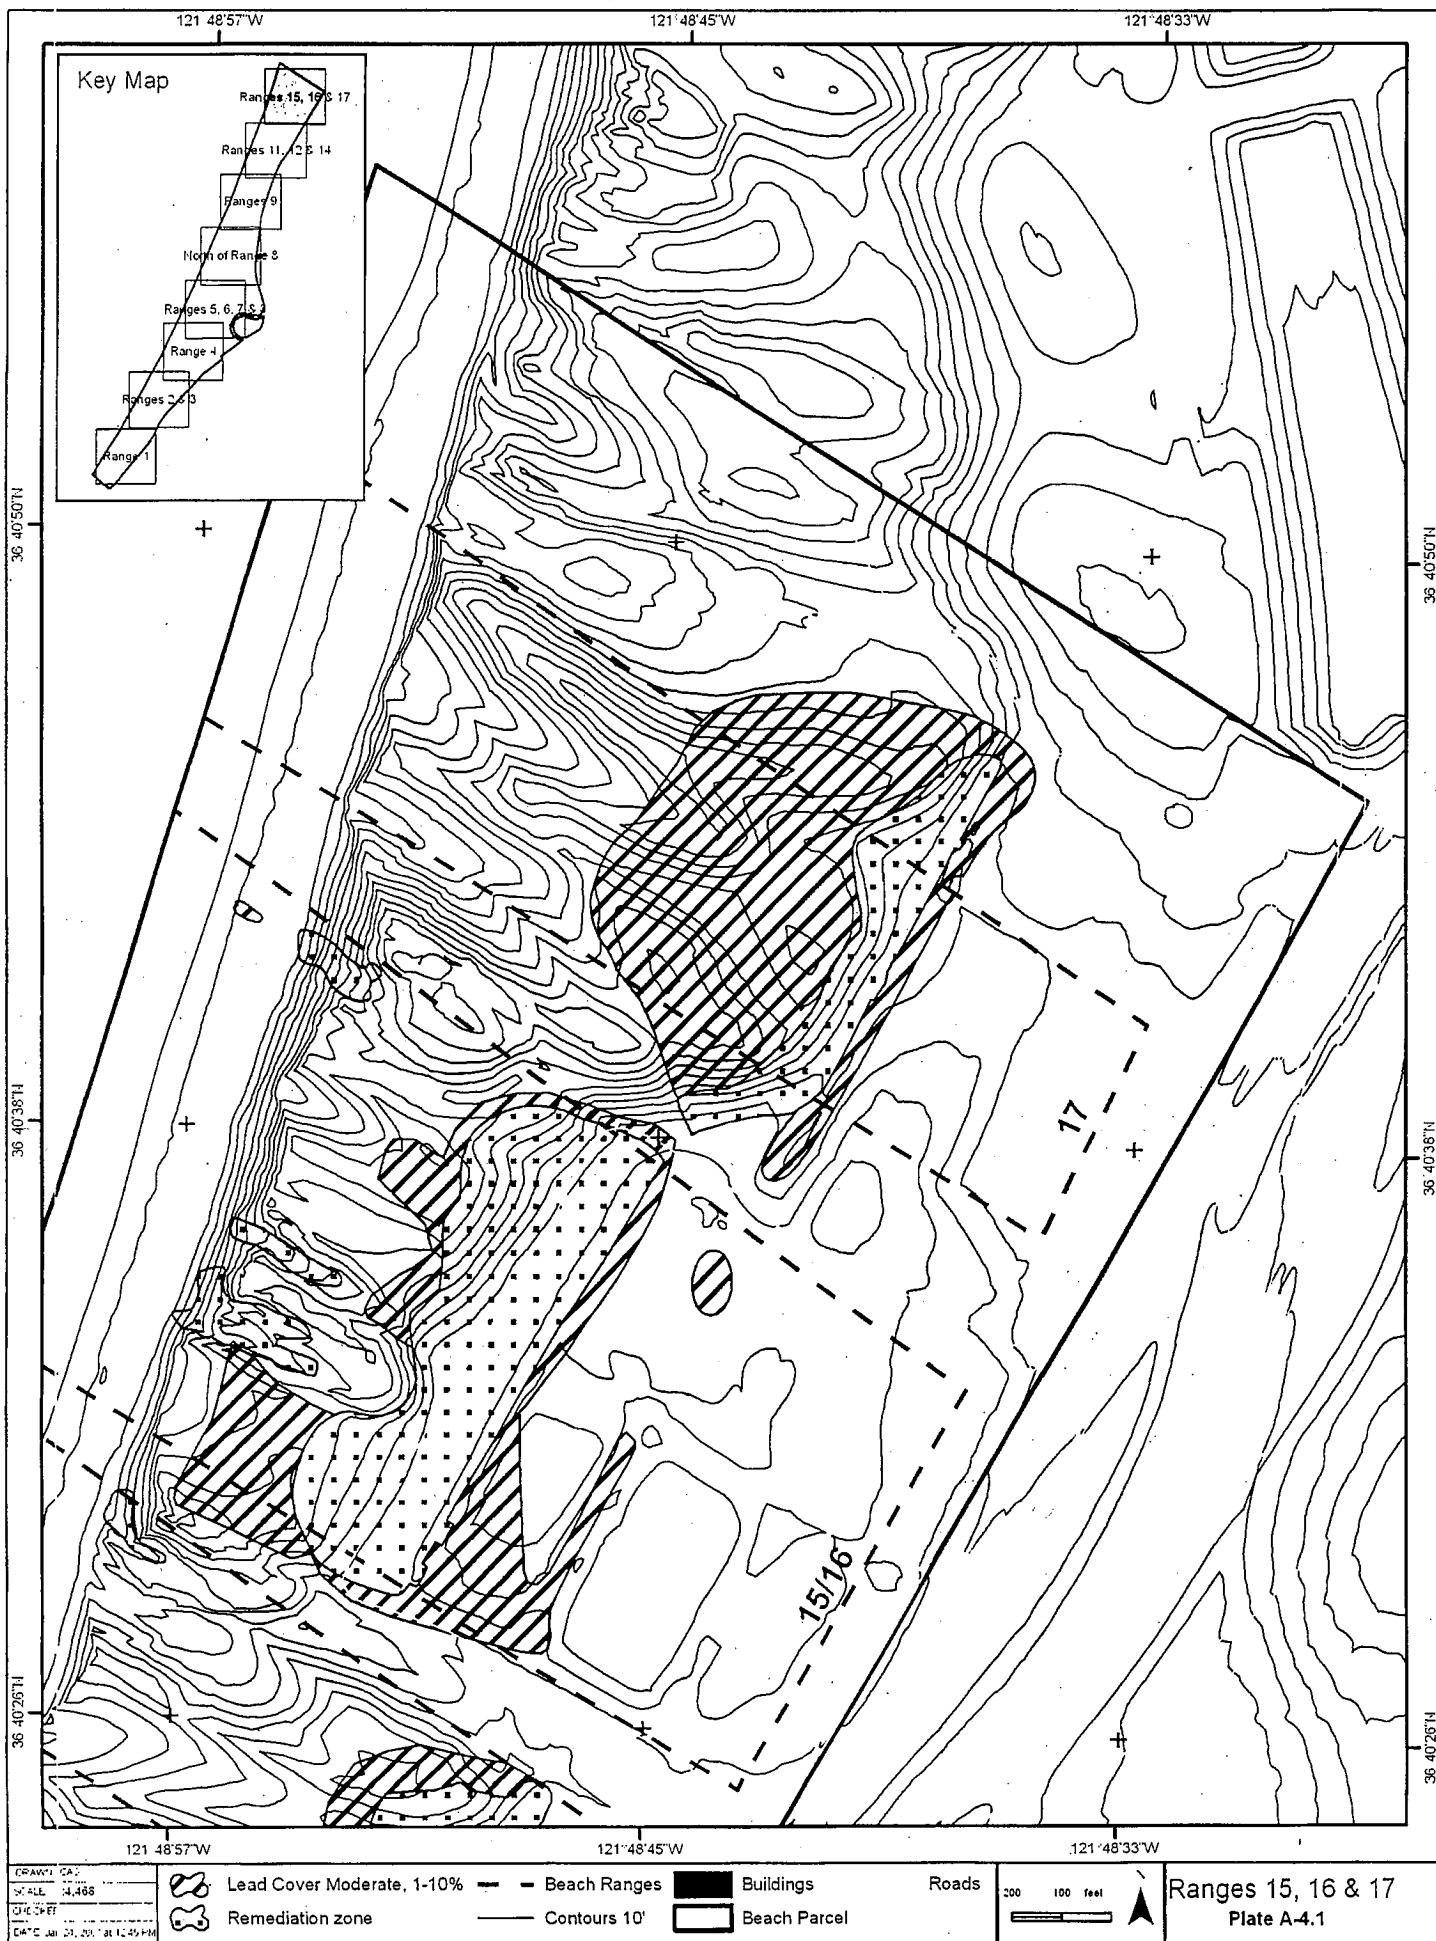 121 48'57"W 121 48'45"W 121 48'33"W
Key Map
Ranges 15, 16 & 17
Ranges 11, 12 & 14
Ranges 9
North of Range 8
Ranges 5, 6, 7 &
Range 4
Ranges 2 & 3
Range 1
36 40'50"N 36 40'50"N
36 40'38"N 36 40'38"N
36 40'26"N 36 40'26"N
17
15/16
121 48'57"W 121 48'45"W 121 48'33"W
DRAWN
SCALE
Lead Cover Moderate, 1-10%
Remediation zone
Beach Ranges
Contours 10'
Buildings
Beach Parcel
Roads
200 100 feet
Ranges 15, 16 & 17
Plate A-4.1